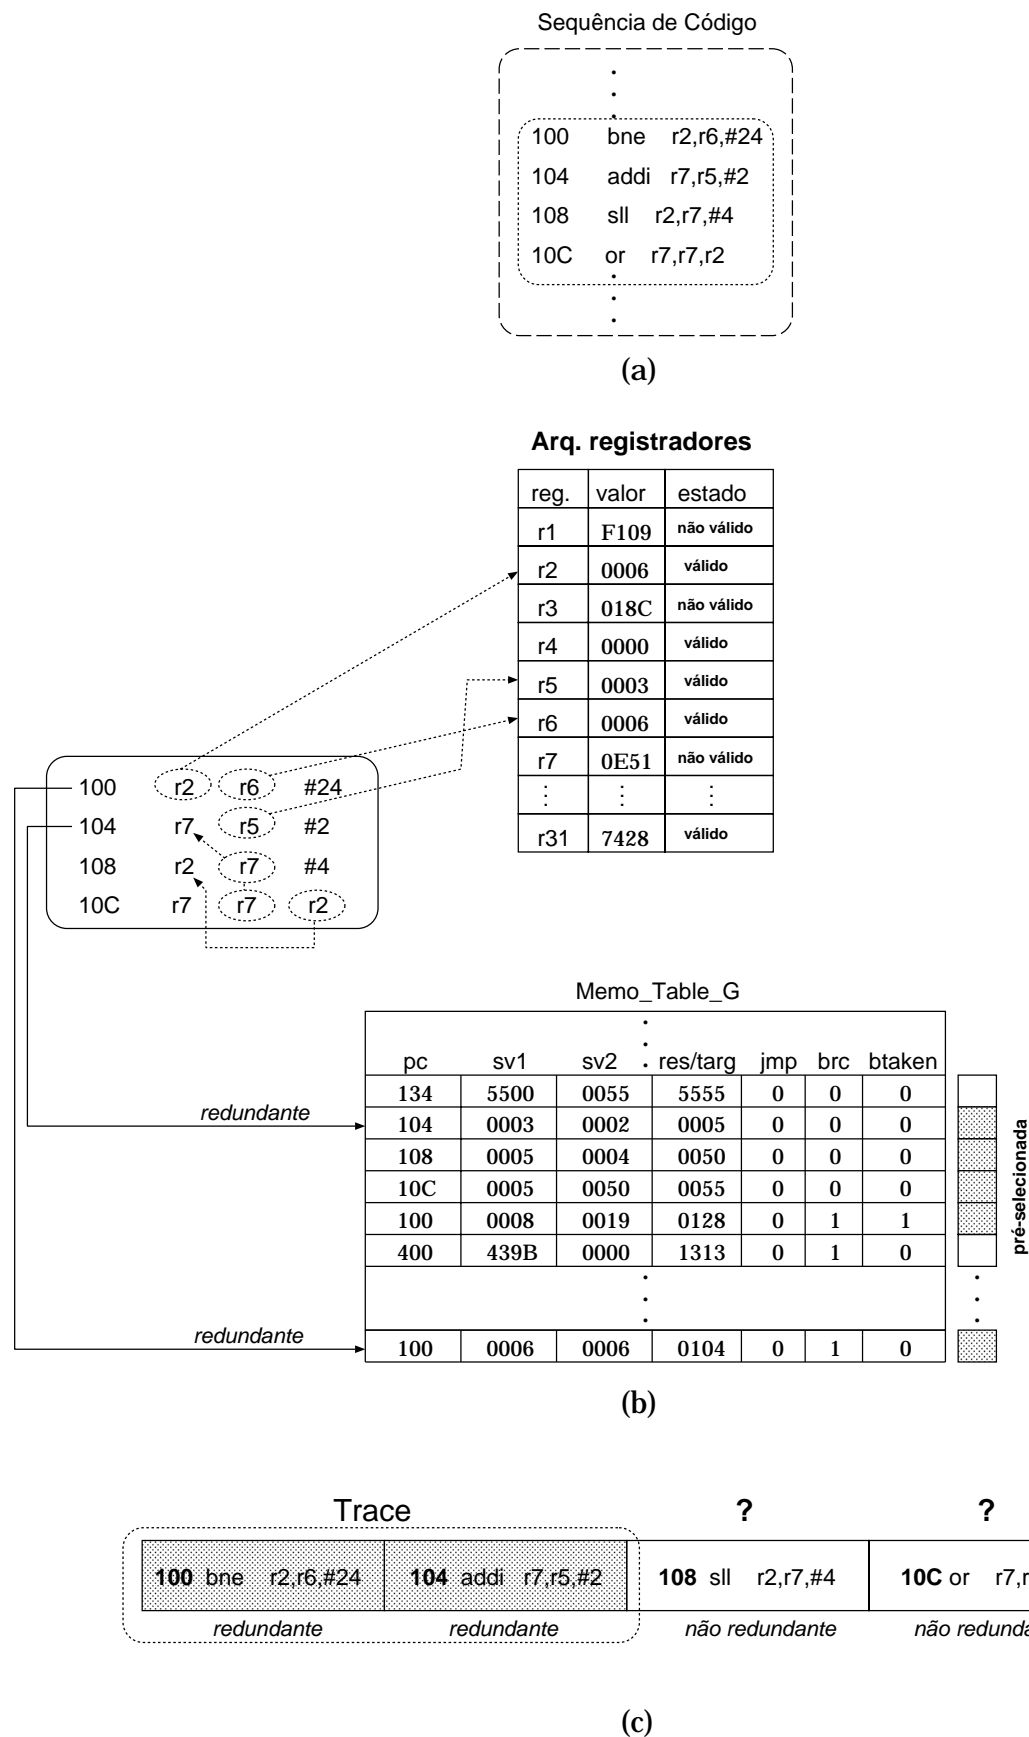 Sequência de Código
100 bne r2,r6,#24
104 addi r7,r5,#2
108 sll r2,r7,#4
10C or r7,r7,r2
(a)
Arq. registradores
reg. valor estado
r1 F109 não válido
r2 0006 válido
r3 018C não válido
r4 0000 válido
r5 0003 válido
r6 0006 válido
r7 0E51 não válido
r31 7428 válido
100 r2 r6 #24
104 r7 r5 #2
108 r2 r7 #4
10C r7 r7 r2
Memo_Table_G
pc sv1 sv2 res/targ jmp brc btaken
134 5500 0055 5555 0 0 0
redundante
104 0003 0002 0005 0 0 0
108 0005 0004 0050 0 0 0
10C 0005 0050 0055 0 0 0
100 0008 0019 0128 0 1 1
400 439B 0000 1313 0 1 0
pré-selecionada
redundante
100 0006 0006 0104 0 1 0
(b)
Trace ? ?
100 bne r2,r6,#24 104 addi r7,r5,#2 108 sll r2,r7,#4 10C or r7,r
redundante redundante não redundante não redunda
(c)